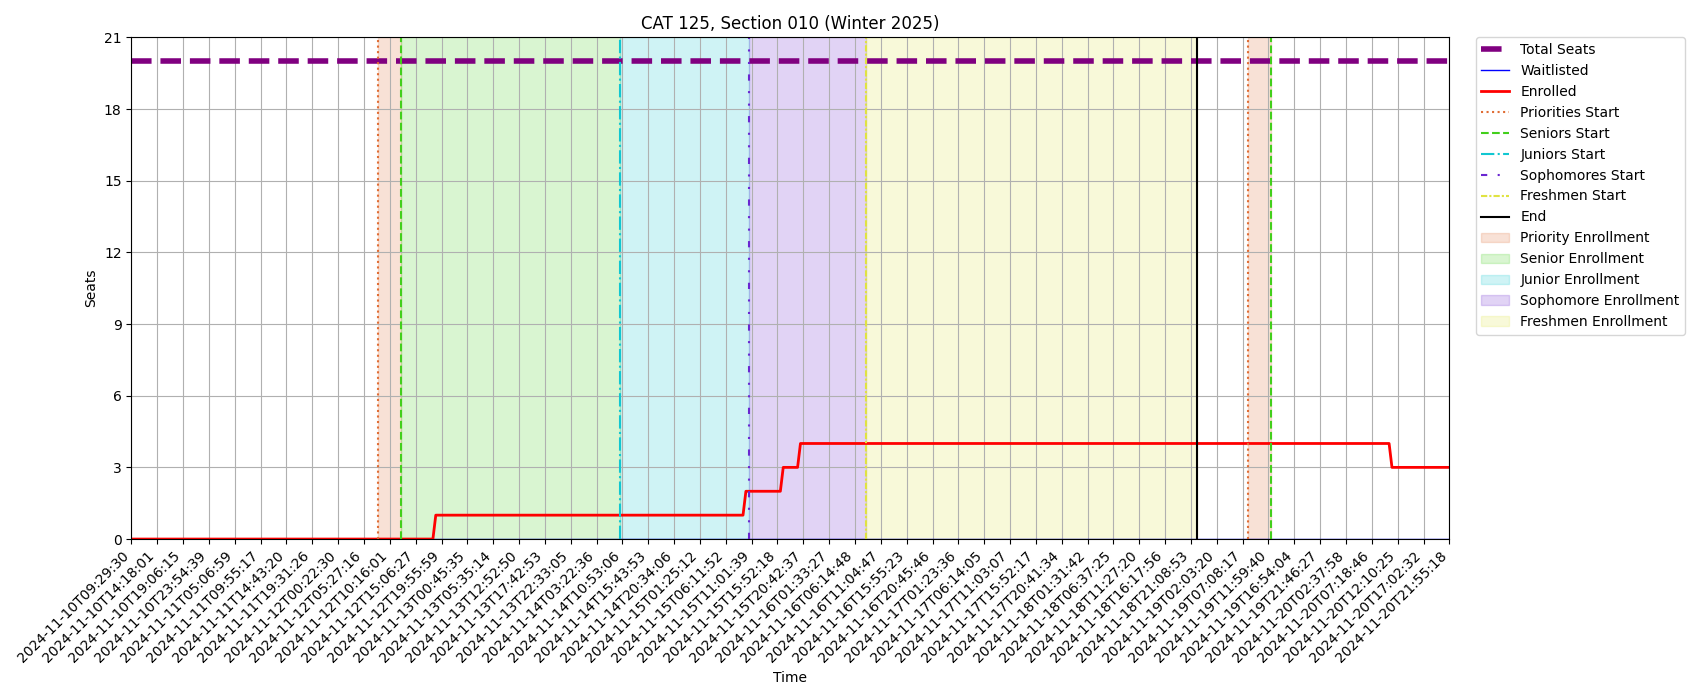 CAT 125, Section 010 (Winter 2025)
Seats
21
18
15
12
9
6
3
0
2024-11-10T09:29:30
2024-11-10T14:18:01
2024-11-10T19:06:15
2024-11-10T23:54:39
2024-11-11T05:06:59
2024-11-11T09:55:17
2024-11-11T14:43:20
2024-11-11T19:31:26
2024-11-12T00:22:30
2024-11-12T05:27:16
2024-11-12T10:16:01
2024-11-12T15:06:27
2024-11-12T19:55:59
2024-11-13T00:45:35
2024-11-13T05:35:14
2024-11-13T12:52:50
2024-11-13T17:42:53
2024-11-13T22:33:05
2024-11-14T03:22:36
2024-11-14T10:53:06
2024-11-14T15:43:53
2024-11-14T20:34:06
2024-11-15T01:25:12
2024-11-15T06:11:52
2024-11-15T11:01:39
2024-11-15T15:52:18
2024-11-15T20:42:37
2024-11-16T01:33:27
2024-11-16T06:14:48
2024-11-16T11:04:47
2024-11-16T15:55:23
2024-11-16T20:45:46
2024-11-17T01:23:36
2024-11-17T06:14:05
2024-11-17T11:03:07
2024-11-17T15:52:17
2024-11-17T20:41:34
2024-11-18T01:31:42
2024-11-18T06:37:25
2024-11-18T11:27:20
2024-11-18T16:17:56
2024-11-18T21:08:53
2024-11-19T02:03:20
2024-11-19T07:08:17
2024-11-19T11:59:40
2024-11-19T16:54:04
2024-11-19T21:46:27
2024-11-20T02:37:58
2024-11-20T07:18:46
2024-11-20T12:10:25
2024-11-20T17:02:32
2024-11-20T21:55:18
Time
Total Seats
Waitlisted
Enrolled
Priorities Start
Seniors Start
Juniors Start
Sophomores Start
Freshmen Start
End
Priority Enrollment
Senior Enrollment
Junior Enrollment
Sophomore Enrollment
Freshmen Enrollment